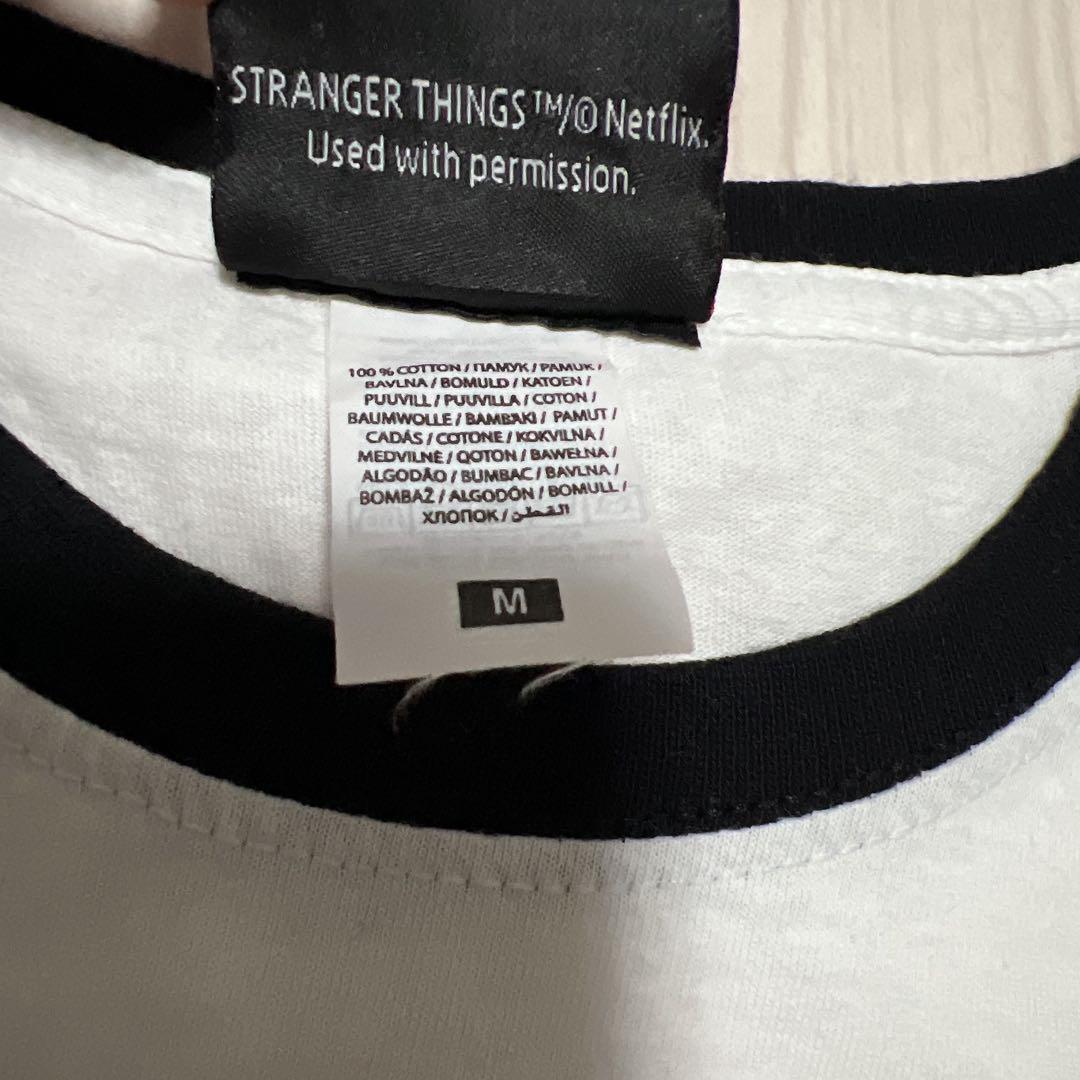 STRANGER THINGS™/© Netflix.
Used with permission.
100 % COTTON / ПАМУК / PAMUK /
BAVLNA / BOMULD / KATOEN /
PUUVILL / PUUVILLA / COTON /
BAUMWOLLE / BAMBAKI / PAMUT /
CADÁS / COTONE / KOKVILNA /
MEDVILNĖ / QOTON / BAWEŁNA /
ALGODÃO / BUMBAC / BAVLNA /
BOMBAŽ / ALGODÓN / BOMULL /
ХЛОПОК / القطن
M